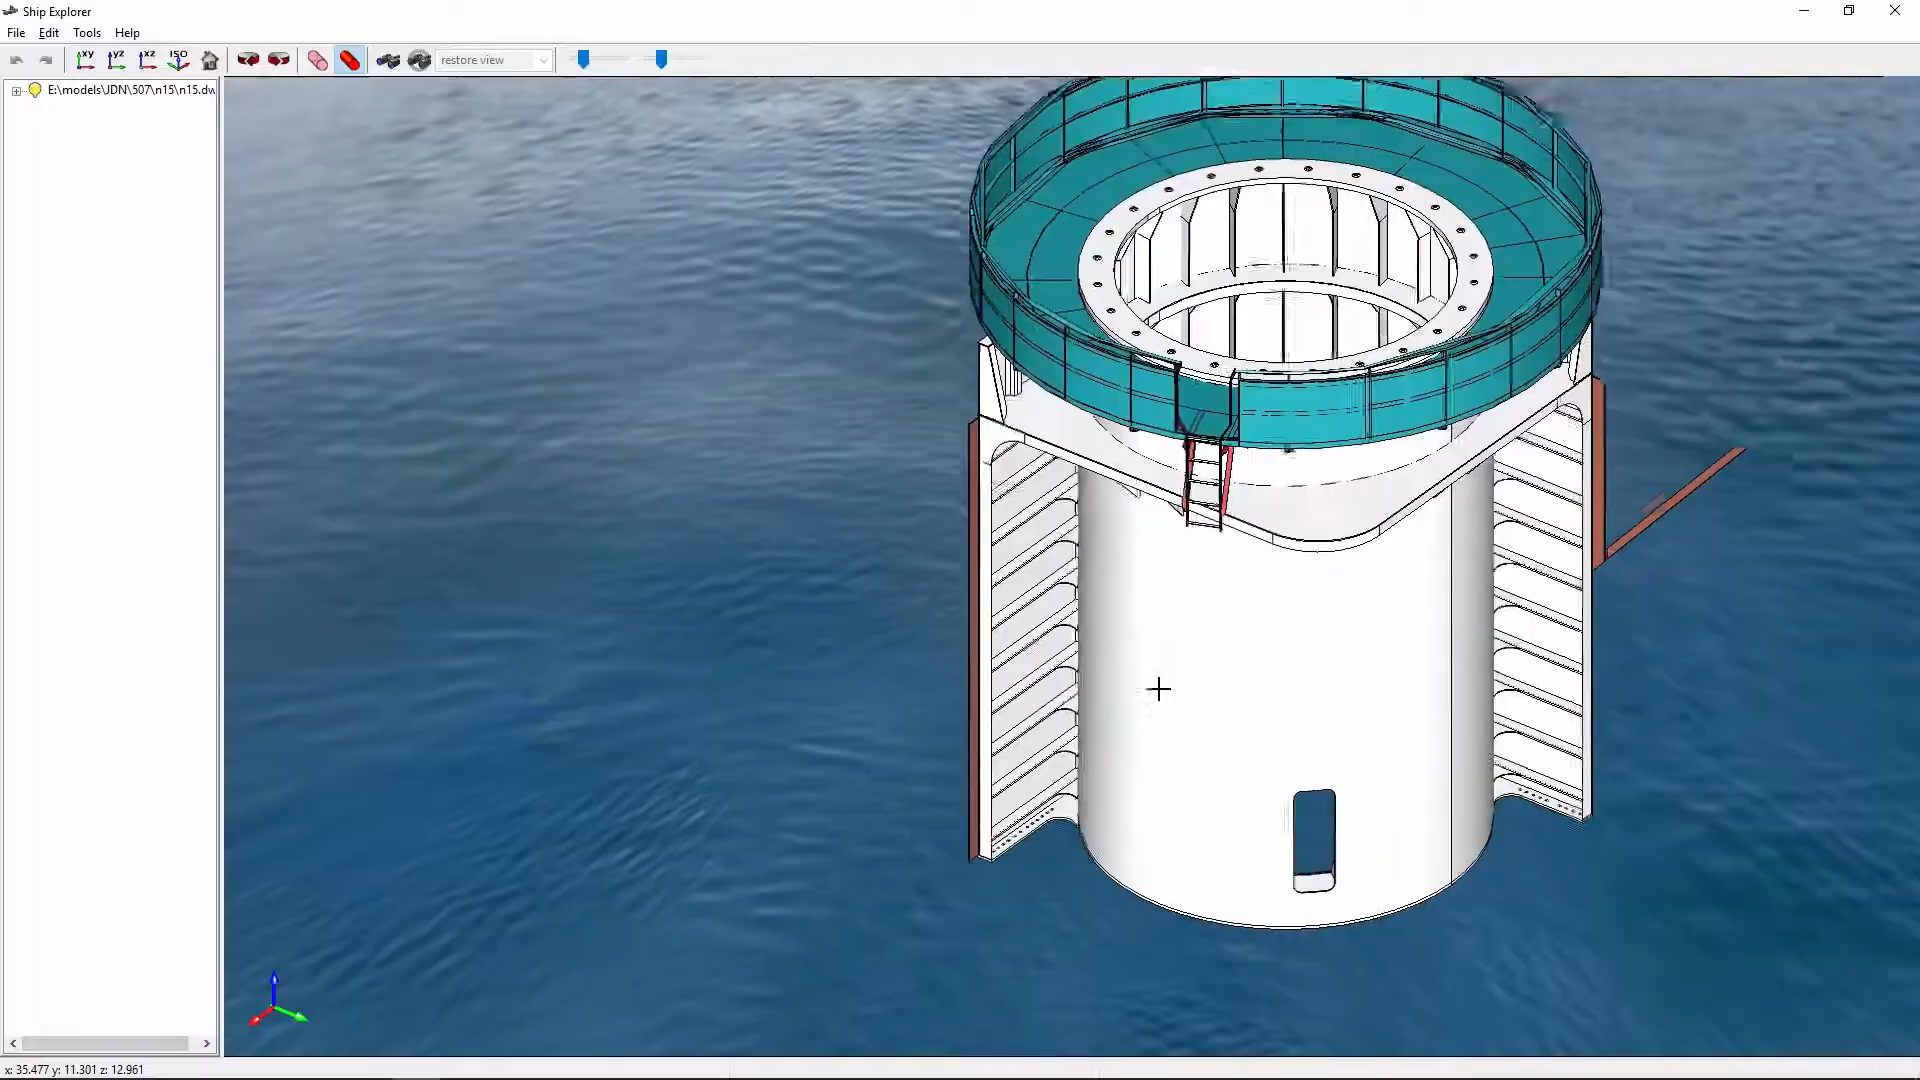 Ship Explorer
File Edit Tools Help
xy yz xz ISO restore view
E:\models\JDN\507\n15\n15.dw
x: 35.477 y: 11.301 z: 12.961